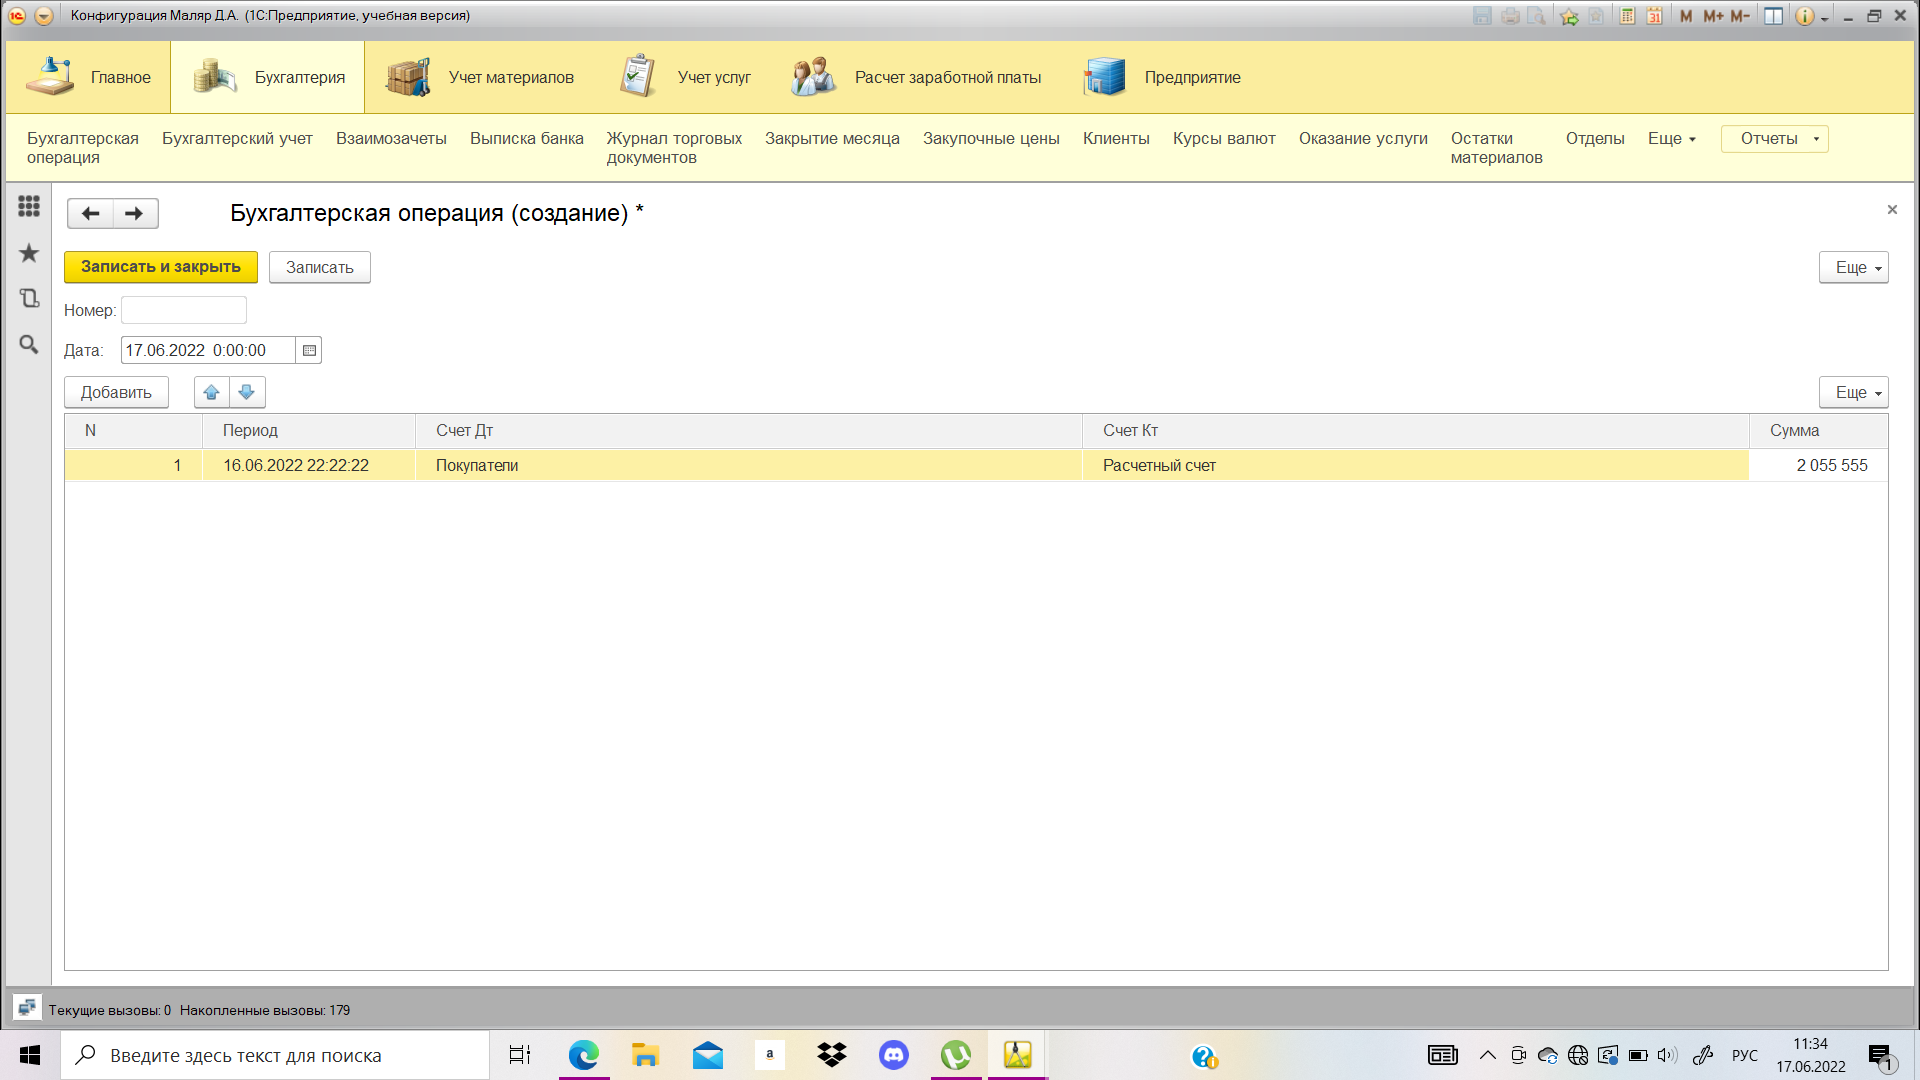 Конфигурация Маляр Д.А. (1С:Предприятие, учебная версия)
31 M M+ M-
Главное Бухгалтерия Учет материалов Учет услуг Расчет заработной платы Предприятие
Бухгалтерская операция Бухгалтерский учет Взаимозачеты Выписка банка Журнал торговых документов Закрытие месяца Закупочные цены Клиенты Курсы валют Оказание услуги Остатки материалов Отделы Еще Отчеты
Бухгалтерская операция (создание) *
Записать и закрыть Записать Еще
Номер:
Дата: 17.06.2022 0:00:00
Добавить Еще
N Период Счет Дт Счет Кт Сумма
1 16.06.2022 22:22:22 Покупатели Расчетный счет 2 055 555
Текущие вызовы: 0 Накопленные вызовы: 179
Введите здесь текст для поиска
a
РУС
11:34
17.06.2022
1